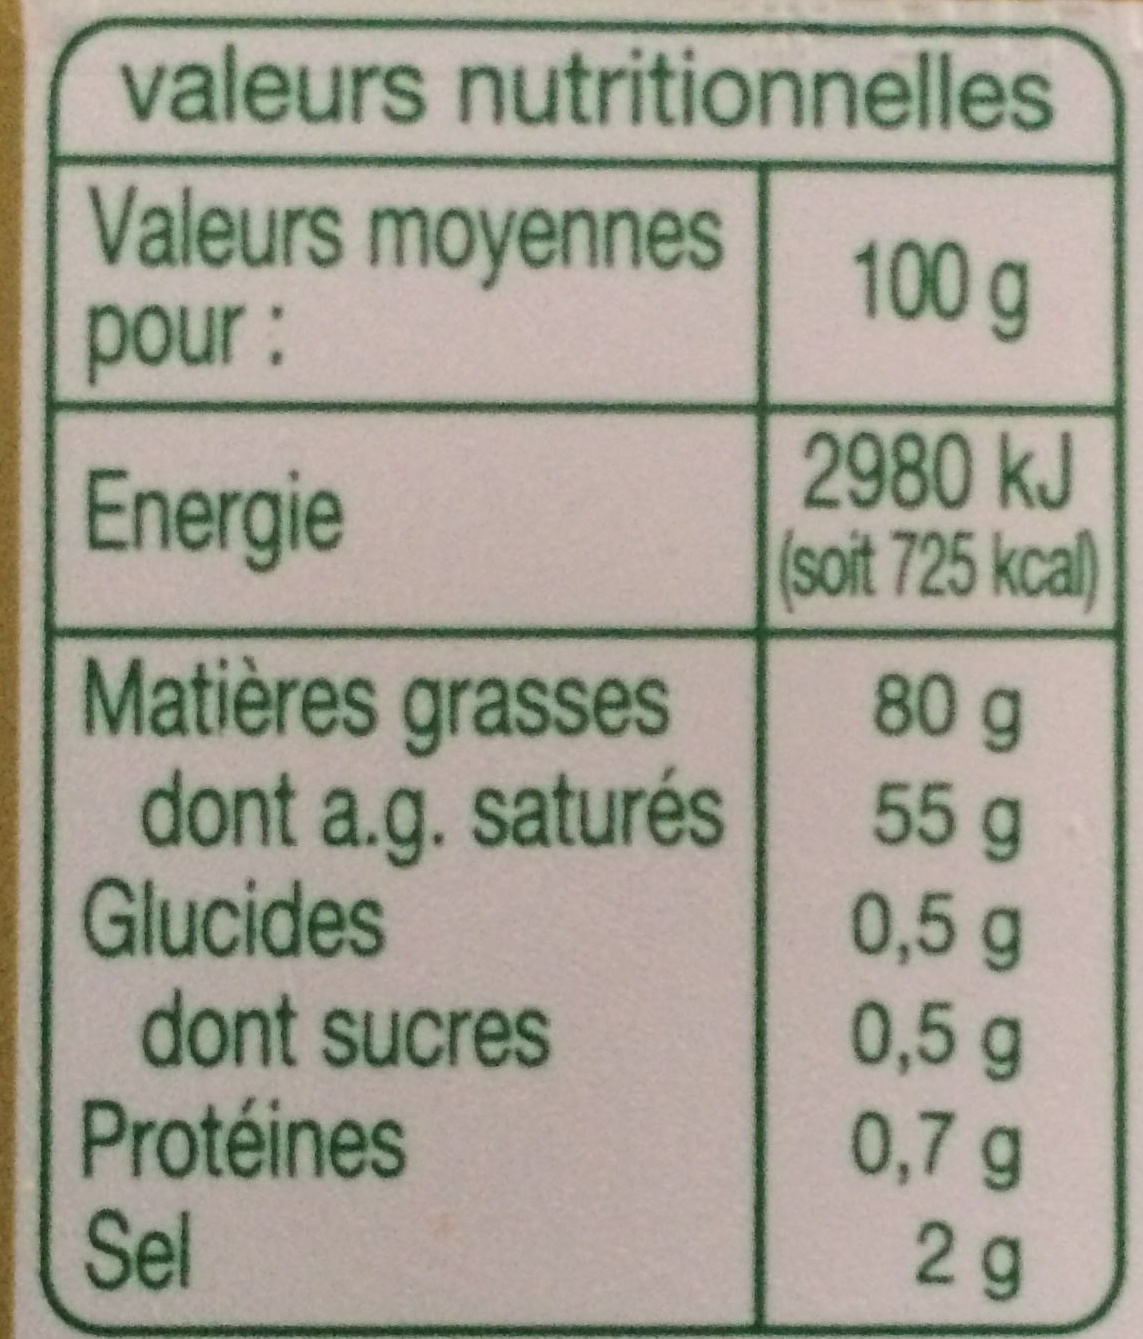 valeurs nutritionnelles
Valeurs moyennes
pour :
100 g
Energie
2980 kJ
(soit 725 kcal)
Matières grasses 80 g
dont a.g. saturés 55 g
Glucides 0,5 g
dont sucres 0,5 g
Protéines 0,7 g
Sel 2 g